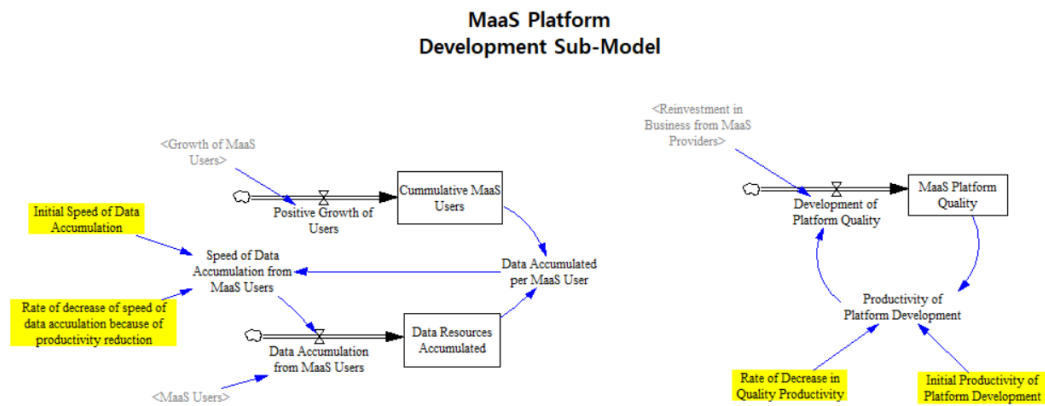 MaaS Platform
Development Sub-Model
<Growth of MaaS
Users>
Positive Growth of
Users
Cummulative MaaS
Users
Initial Speed of Data
Accumulation
Speed of Data
Accumulation from
MaaS Users
Data Accumulated
per MaaS User
Rate of decrease of speed of
data accuulation because of
productivity reduction
Data Accumulation
from MaaS Users
Data Resources
Accumulated
<MaaS Users>
<Reinvestment in
Business from MaaS
Providers>
Development of
Platform Quality
MaaS Platform
Quality
Productivity of
Platform Development
Rate of Decrease in
Quality Productivity
Initial Productivity of
Platform Development